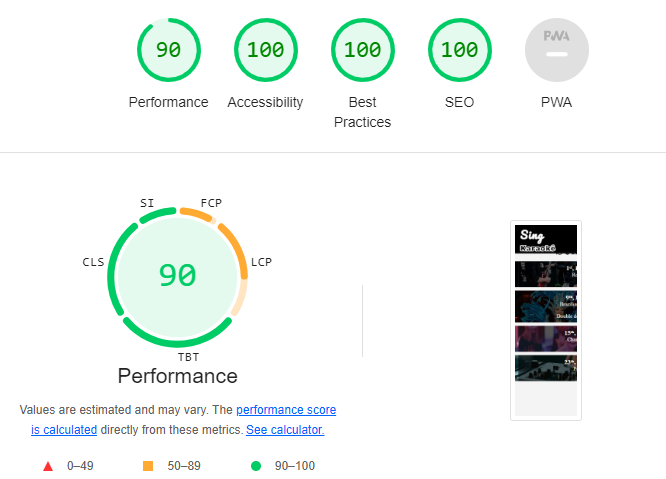 90
100
100
100
PWA
Performance
Accessibility
Best
Practices
SEO
PWA
SI
FCP
CLS
LCP
90
TBT
Performance
Values are estimated and may vary. The performance score
is calculated directly from these metrics. See calculator.
0–49
50–89
90–100
Sing
Karaoké